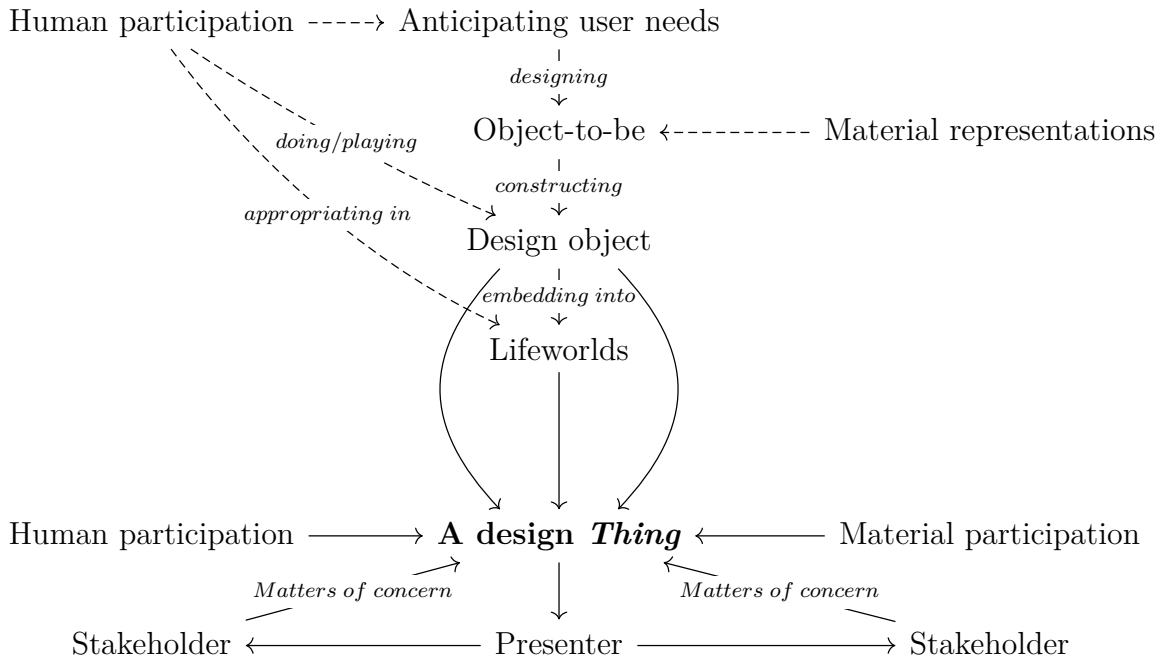 Human participation Anticipating user needs
designing
Object-to-be Material representations
doing/playing
constructing
appropriating in
Design object
embedding into
Lifeworlds
Human participation A design Thing Material participation
Matters of concern Matters of concern
Stakeholder Presenter Stakeholder